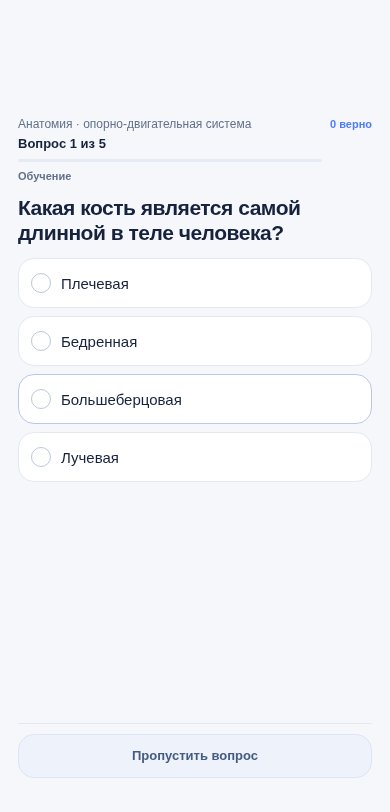 Анатомия · опорно-двигательная система
0 верно
Вопрос 1 из 5
Обучение
Какая кость является самой
длинной в теле человека?
Плечевая
Бедренная
Большеберцовая
Лучевая
Пропустить вопрос